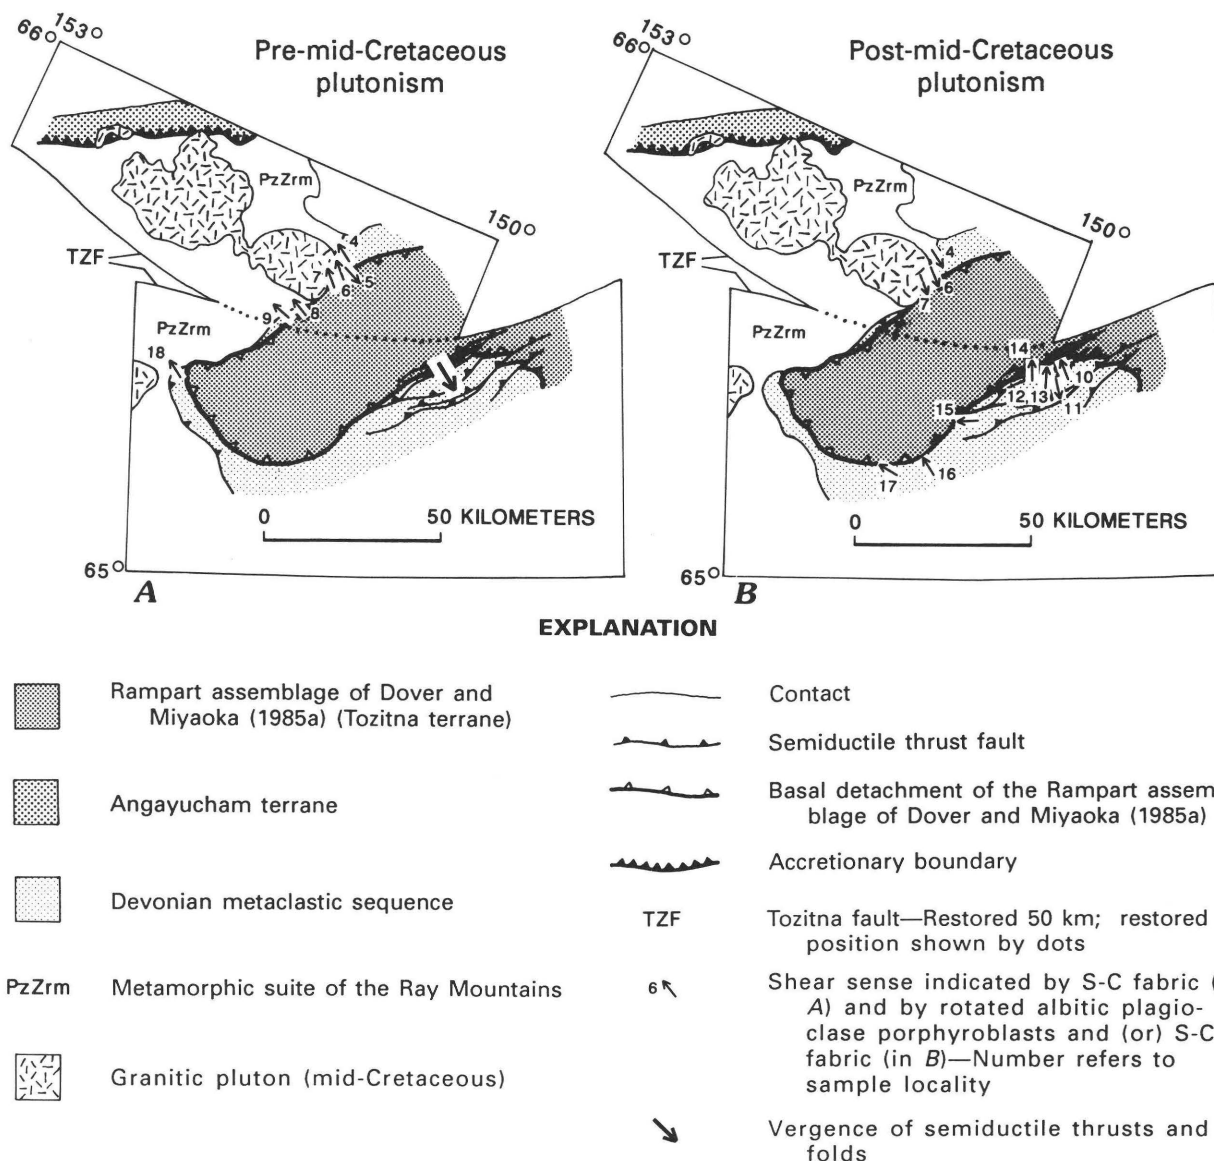 Pre-mid-Cretaceous
plutonism
153°
66°
PzZrm
150°
TZF
4
5
6
8
9
PzZrm
18
0 50 KILOMETERS
65°
A
Post-mid-Cretaceous
plutonism
153°
66°
PzZrm
150°
TZF
4
6
7
PzZrm
14
10
12,13
11
15
16
17
0 50 KILOMETERS
65°
B
EXPLANATION
Rampart assemblage of Dover and
Miyaoka (1985a) (Tozitna terrane)
Angayucham terrane
Devonian metaclastic sequence
PzZrm Metamorphic suite of the Ray Mountains
Granitic pluton (mid-Cretaceous)
Contact
Semiductile thrust fault
Basal detachment of the Rampart assem
blage of Dover and Miyaoka (1985a)
Accretionary boundary
TZF Tozitna fault—Restored 50 km; restored
position shown by dots
6 Shear sense indicated by S-C fabric (
A) and by rotated albitic plagio-
clase porphyroblasts and (or) S-C
fabric (in B)—Number refers to
sample locality
Vergence of semiductile thrusts and
folds